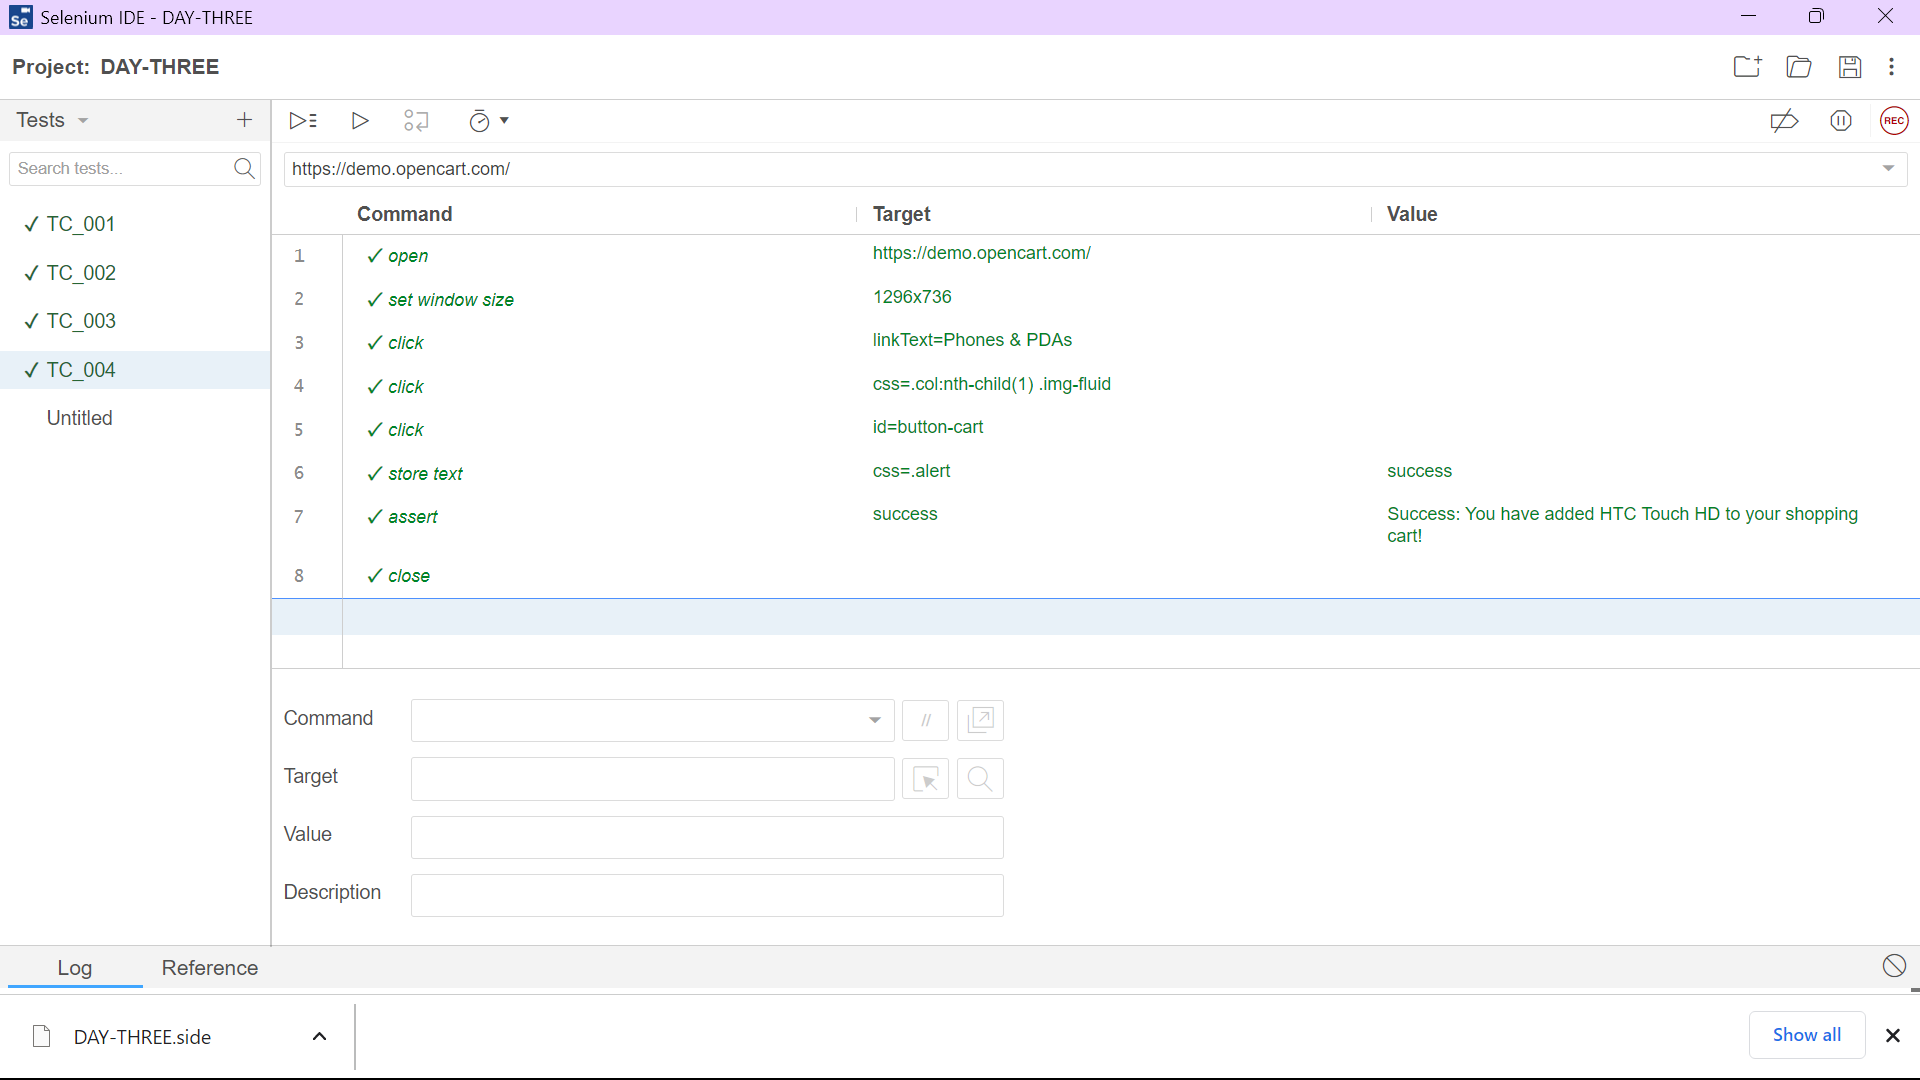 Se Selenium IDE - DAY-THREE
Project: DAY-THREE
Tests
Search tests...
✓ TC_001
✓ TC_002
✓ TC_003
✓ TC_004
Untitled
REC
https://demo.opencart.com/
Command Target Value
1 ✓ open https://demo.opencart.com/
2 ✓ set window size 1296x736
3 ✓ click linkText=Phones & PDAs
4 ✓ click css=.col:nth-child(1) .img-fluid
5 ✓ click id=button-cart
6 ✓ store text css=.alert success
7 ✓ assert success Success: You have added HTC Touch HD to your shopping
cart!
8 ✓ close
Command //
Target
Value
Description
Log Reference
DAY-THREE.side Show all